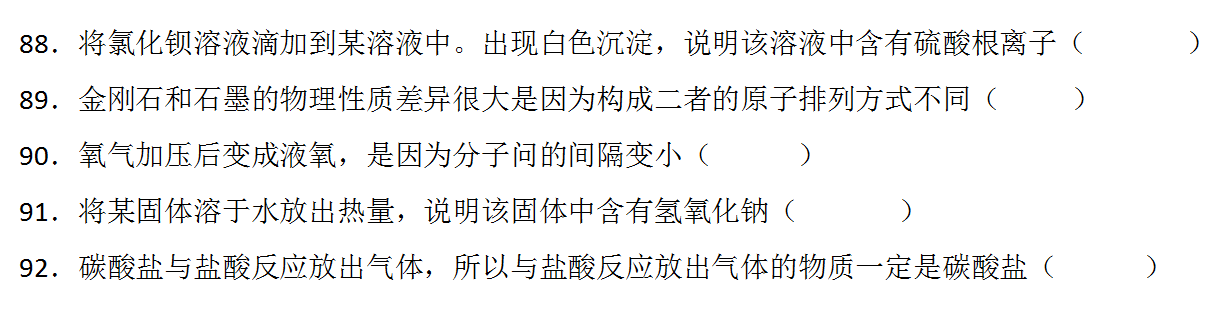 88．将氯化钡溶液滴加到某溶液中。出现白色沉淀，说明该溶液中含有硫酸根离子（　　　）
89．金刚石和石墨的物理性质差异很大是因为构成二者的原子排列方式不同（　　　）
90．氧气加压后变成液氧，是因为分子问的间隔变小（　　　）
91．将某固体溶于水放出热量，说明该固体中含有氢氧化钠（　　　）
92．碳酸盐与盐酸反应放出气体，所以与盐酸反应放出气体的物质一定是碳酸盐（　　　）